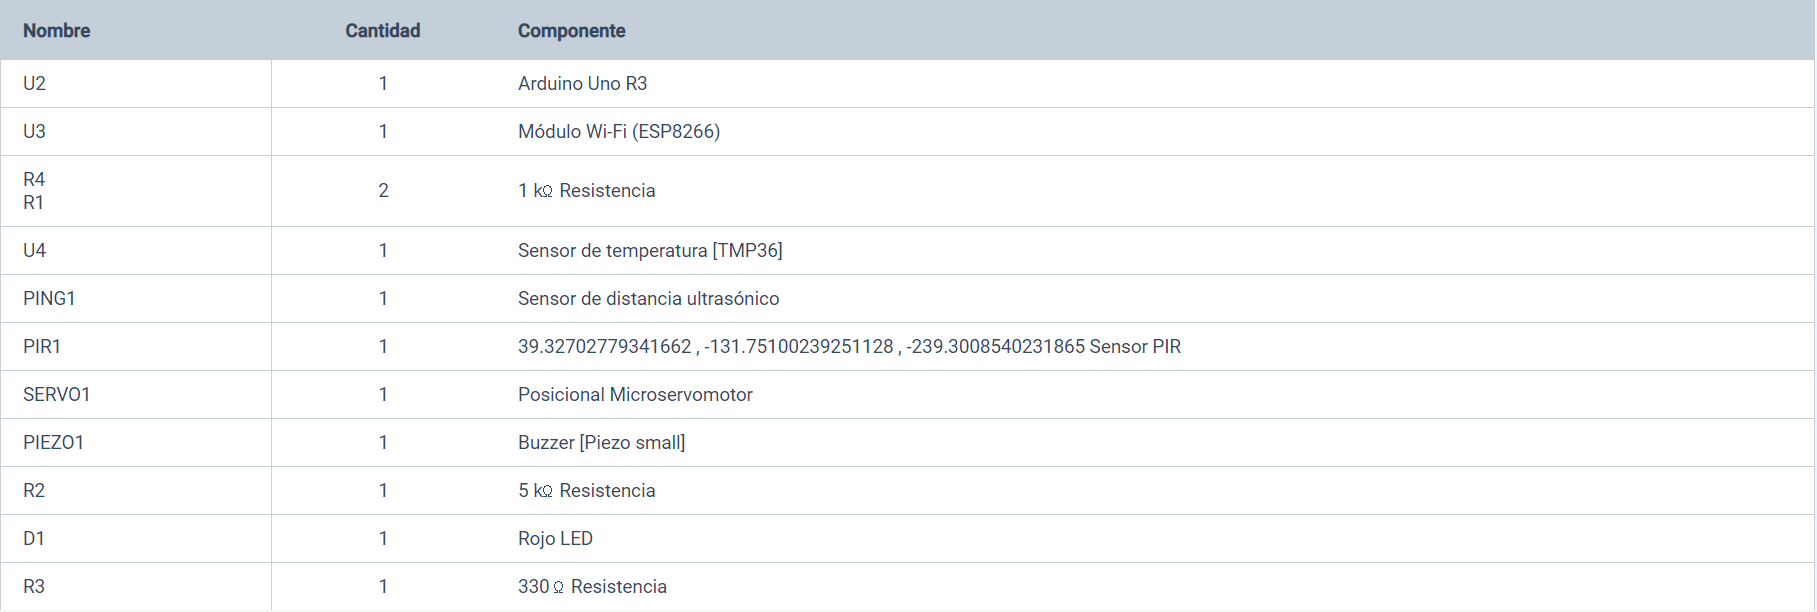 Nombre Cantidad Componente
U2 1 Arduino Uno R3
U3 1 Módulo Wi-Fi (ESP8266)
R4
R1 2 1 kΩ Resistencia
U4 1 Sensor de temperatura [TMP36]
PING1 1 Sensor de distancia ultrasónico
PIR1 1 39.32702779341662 , -131.75100239251128 , -239.3008540231865 Sensor PIR
SERVO1 1 Posicional Microservomotor
PIEZO1 1 Buzzer [Piezo small]
R2 1 5 kΩ Resistencia
D1 1 Rojo LED
R3 1 330 Ω Resistencia